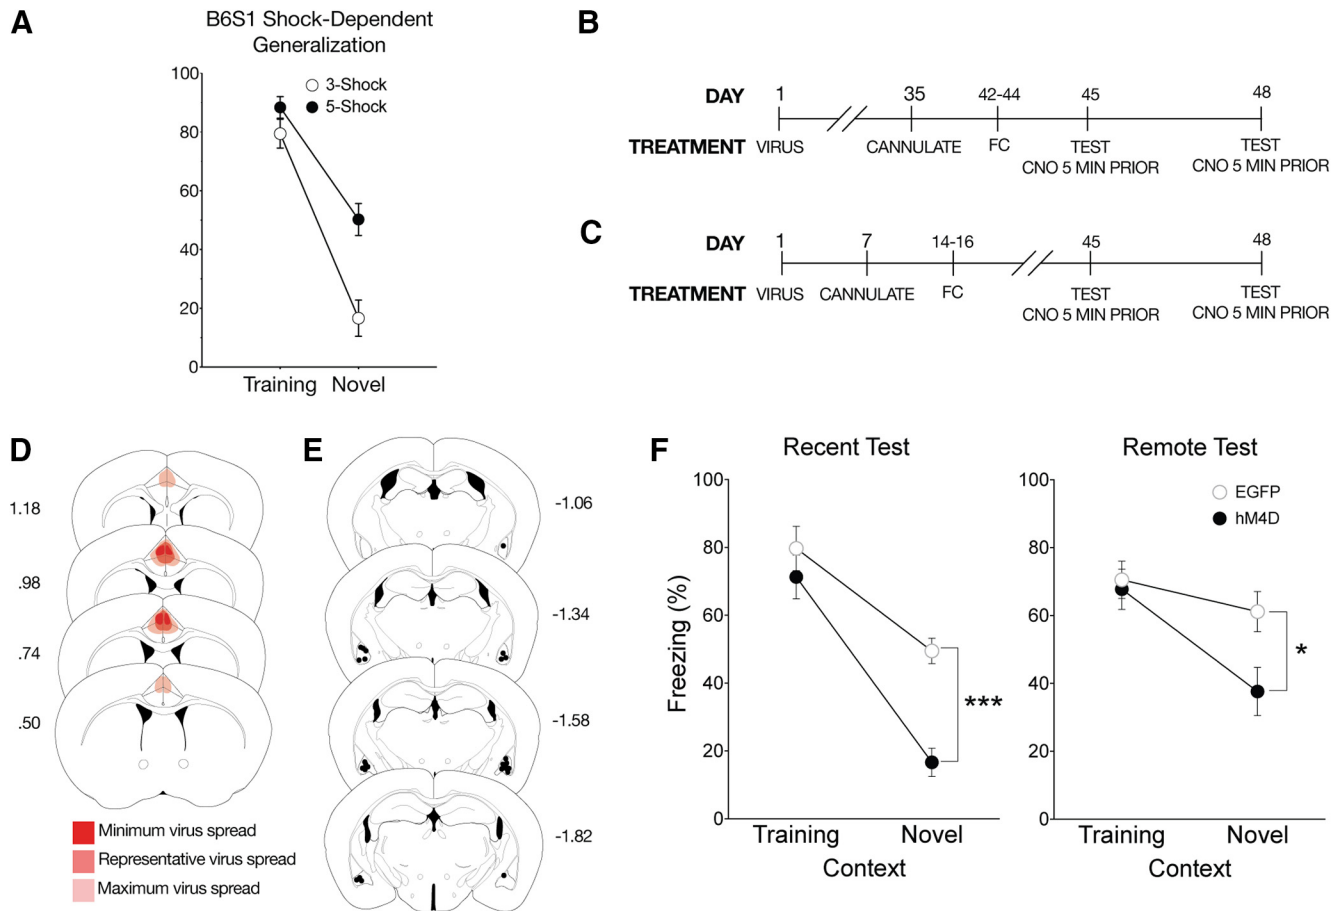 A
B6S1 Shock-Dependent
Generalization
3-Shock
5-Shock
100
80
60
40
20
0
Training Novel
B
DAY 1 35 42-44 45 48
TREATMENT VIRUS CANNULATE FC TEST TEST
CNO 5 MIN PRIOR CNO 5 MIN PRIOR
C
DAY 1 7 14-16 45 48
TREATMENT VIRUS CANNULATE FC TEST TEST
CNO 5 MIN PRIOR CNO 5 MIN PRIOR
D
1.18
.98
.74
.50
Minimum virus spread
Representative virus spread
Maximum virus spread
E
-1.06
-1.34
-1.58
-1.82
F
Recent Test
Freezing (%)
100
80
60
40
20
0
***
Training Novel
Context
Remote Test
EGFP
hM4D
100
80
60
40
20
0
*
Training Novel
Context